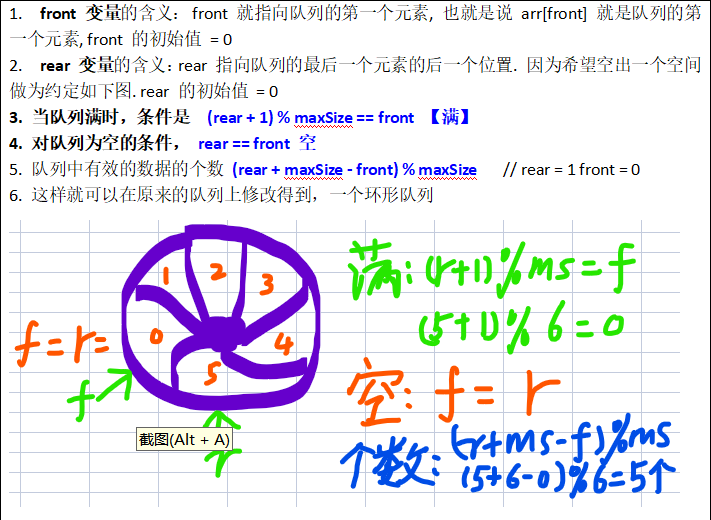 1. front 变量的含义：front 就指向队列的第一个元素, 也就是说 arr[front] 就是队列的第
一个元素, front 的初始值 = 0
2. rear 变量的含义：rear 指向队列的最后一个元素的后一个位置. 因为希望空出一个空间
做为约定如下图. rear 的初始值 = 0
3. 当队列满时，条件是 (rear + 1) % maxSize == front 【满】
4. 对队列为空的条件， rear == front 空
5. 队列中有效的数据的个数 (rear + maxSize - front) % maxSize // rear = 1 front = 0
6. 这样就可以在原来的队列上修改得到，一个环形队列
1 2 3
0 4
5
f = r =
f
截图(Alt + A)
r
满: (r+1)%ms = f
(5+1)%6 = 0
空: f = r
个数: (r+ms-f)%ms
(5+6-0)%6=5个